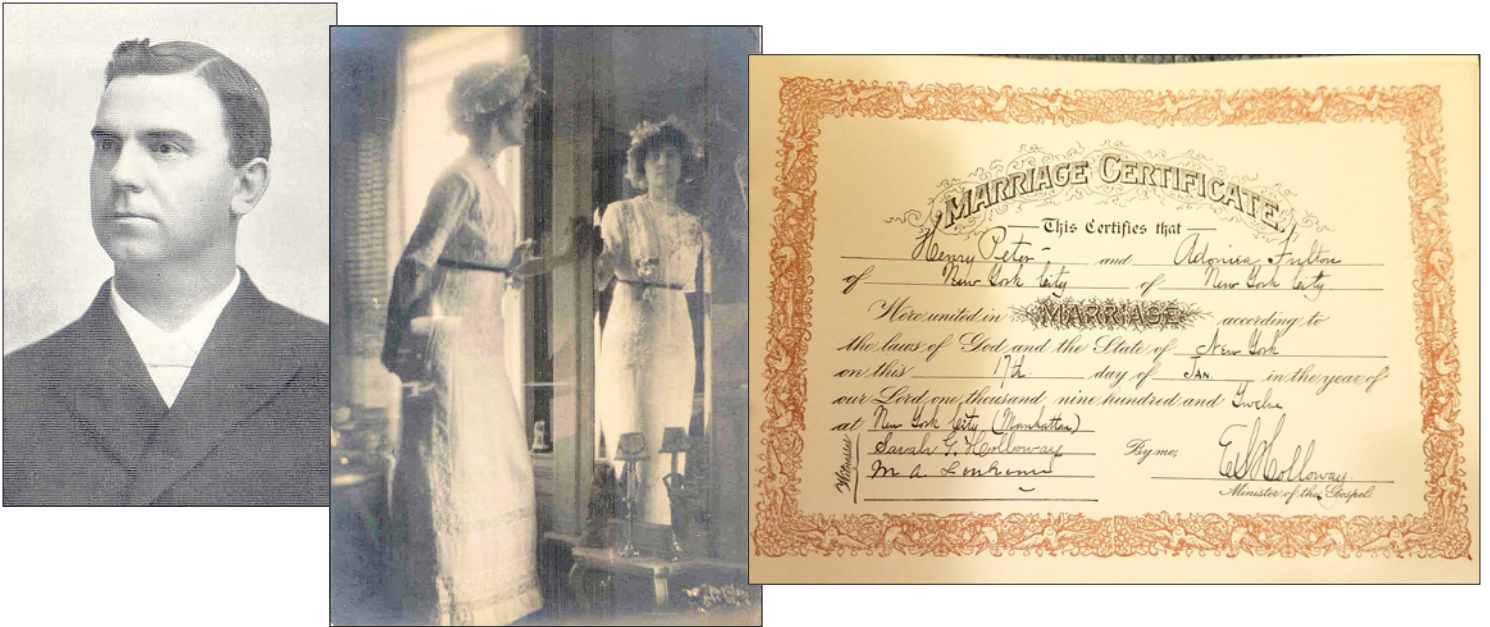 MARRIAGE CERTIFICATE
This Certifies that
Henry Peter and Adonica Fulton
of New York City of New York City
Were united in MARRIAGE according to
the laws of God and the State of New York
on this 17th day of JAN. in the year of
our Lord one thousand nine hundred and Twelve
at New York City (Manhattan)
Witnesses
Sarah G. Holloway
M. A.
By me, E S Holloway
Minister of the Gospel